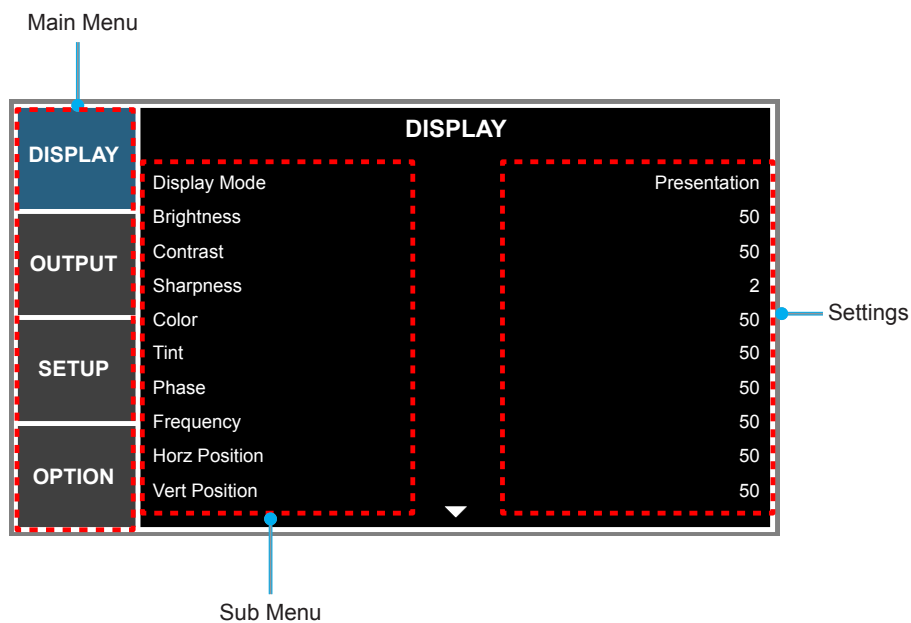 Main Menu
DISPLAY
OUTPUT
SETUP
OPTION
DISPLAY
Display Mode Presentation
Brightness 50
Contrast 50
Sharpness 2
Color 50
Tint 50
Phase 50
Frequency 50
Horz Position 50
Vert Position 50
Settings
Sub Menu